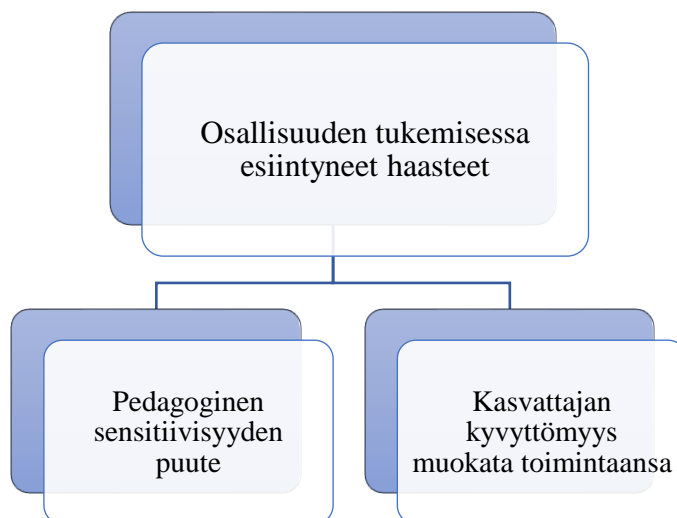 Osallisuuden tukemisessa
esiintyneet haasteet
Pedagoginen
sensitiivisyyden
puute
Kasvattajan
kyvyttömyys
muokata toimintaansa